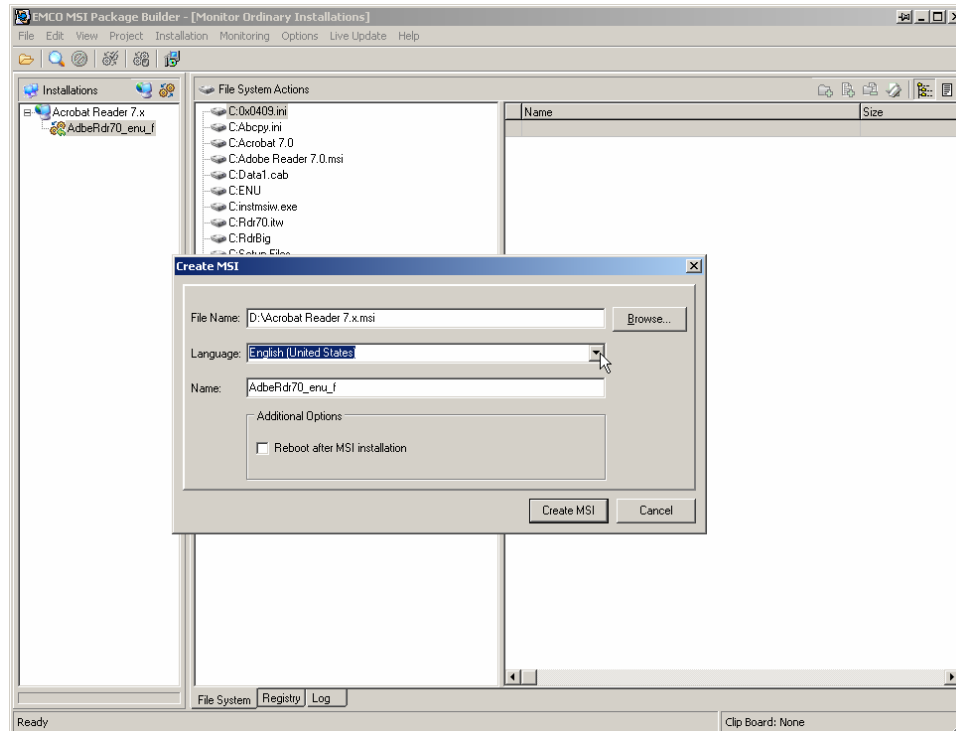 EMCO MSI Package Builder - [Monitor Ordinary Installations]
File Edit View Project Installation Monitoring Options Live Update Help
Installations
Acrobat Reader 7.x
AdbeRdr70_enu_f
File System Actions
C:0x0409.ini
C:Abcpy.ini
C:Acrobat 7.0
C:Adobe Reader 7.0.msi
C:Data1.cab
C:ENU
C:instmsiw.exe
C:Rdr70.itw
C:RdrBig
C:Setup Files
Name Size
Create MSI
File Name: D:\Acrobat Reader 7.x.msi Browse...
Language: English (United States)
Name: AdbeRdr70_enu_f
Additional Options
Reboot after MSI installation
Create MSI Cancel
File System Registry Log
Ready Clip Board: None